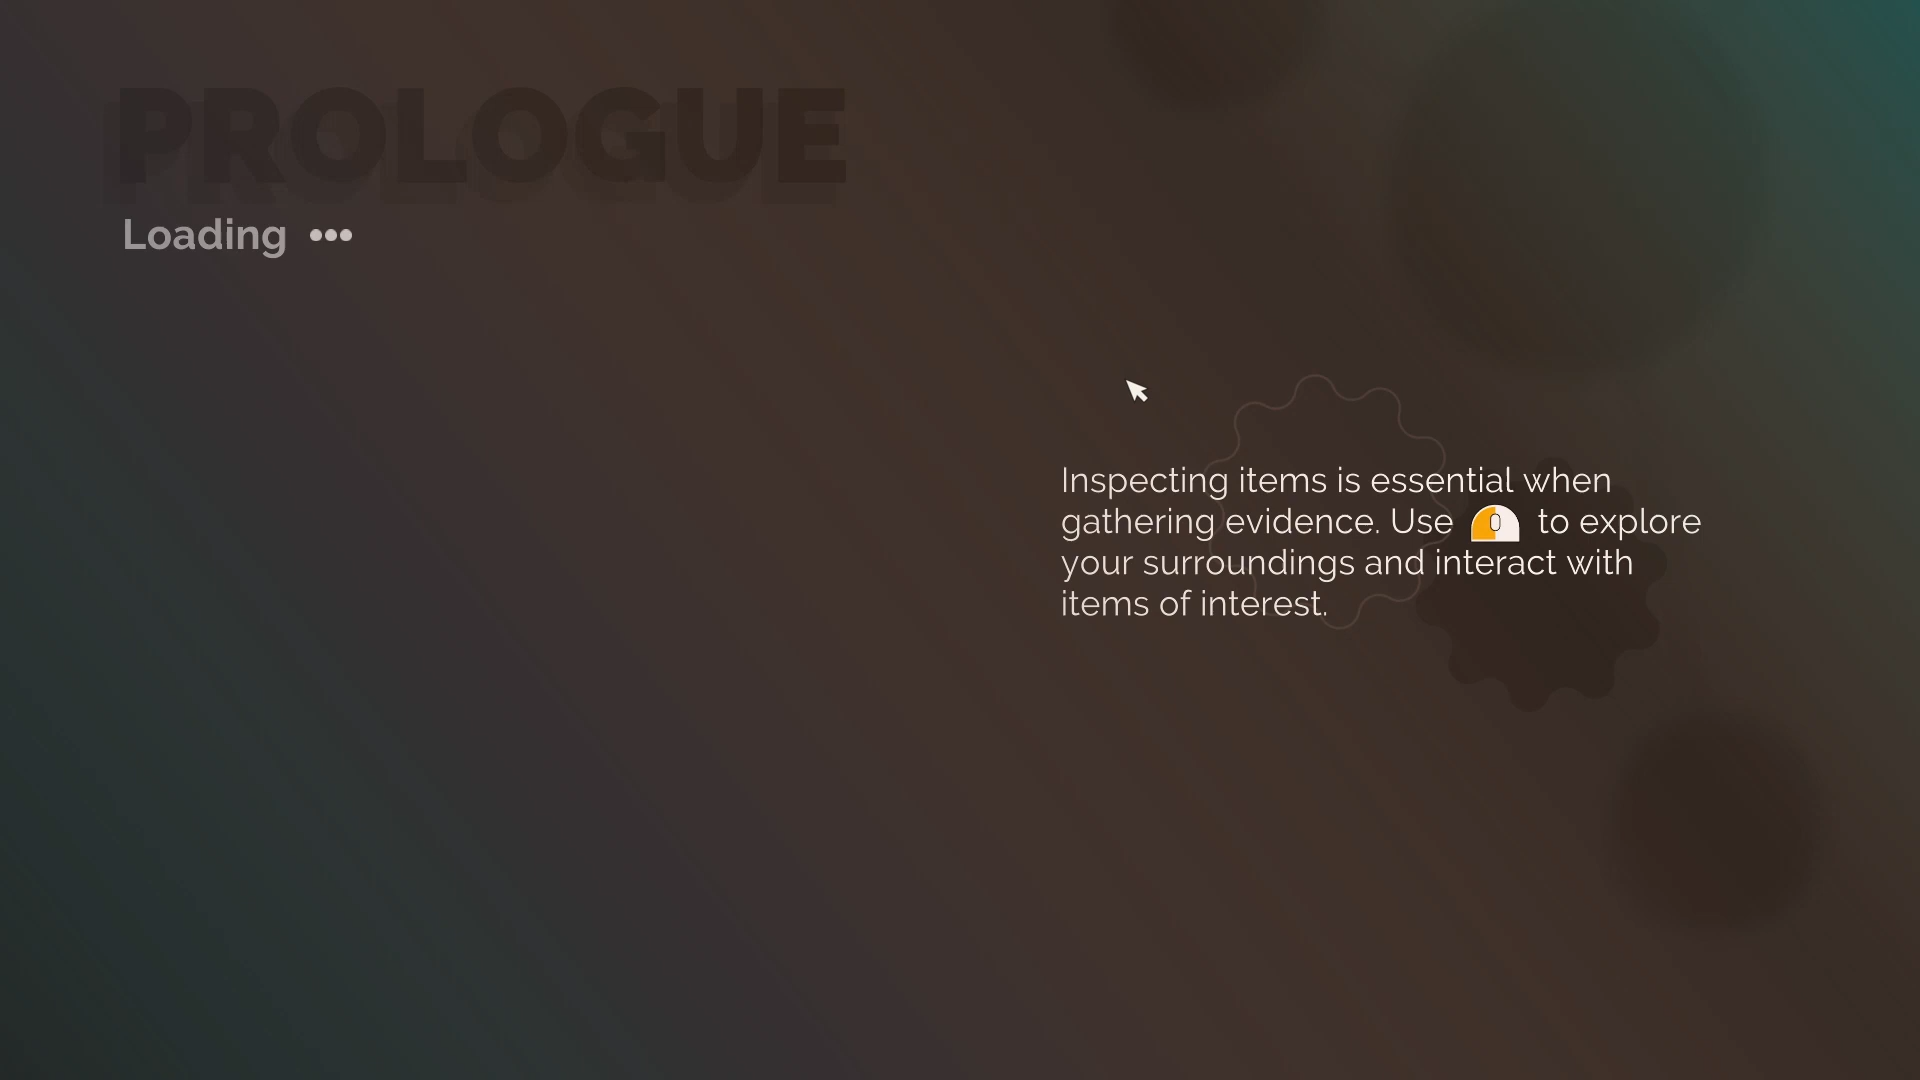 PROLOGUE
Loading •••
Inspecting items is essential when
gathering evidence. Use to explore
your surroundings and interact with
items of interest.